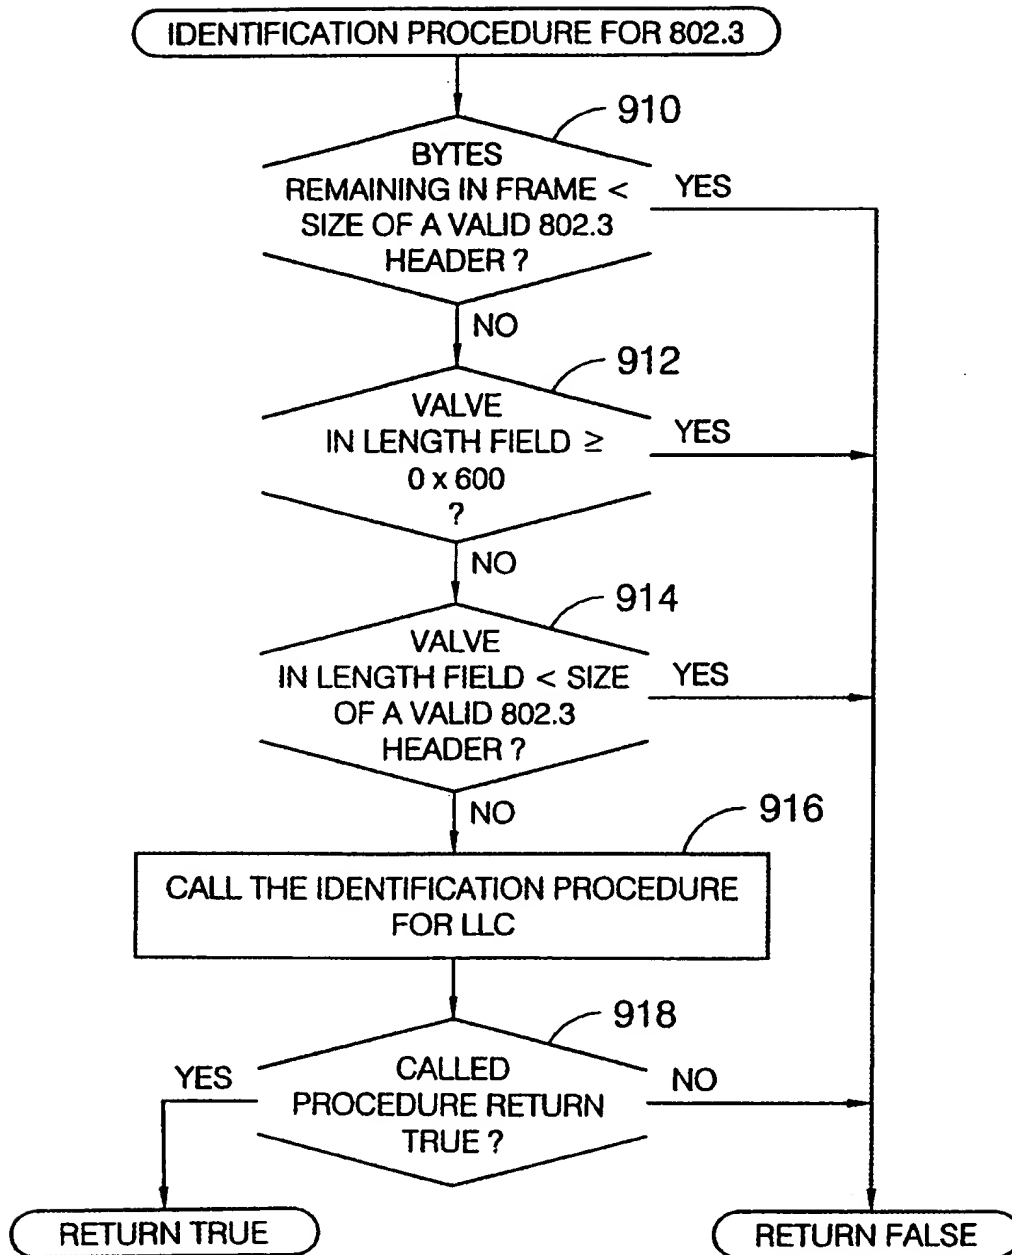 IDENTIFICATION PROCEDURE FOR 802.3
910
BYTES
REMAINING IN FRAME <
SIZE OF A VALID 802.3
HEADER ?
YES
NO
912
VALVE
IN LENGTH FIELD ≥
0 x 600
?
YES
NO
914
VALVE
IN LENGTH FIELD < SIZE
OF A VALID 802.3
HEADER ?
YES
NO
916
CALL THE IDENTIFICATION PROCEDURE
FOR LLC
918
YES
CALLED
PROCEDURE RETURN
TRUE ?
NO
RETURN TRUE
RETURN FALSE